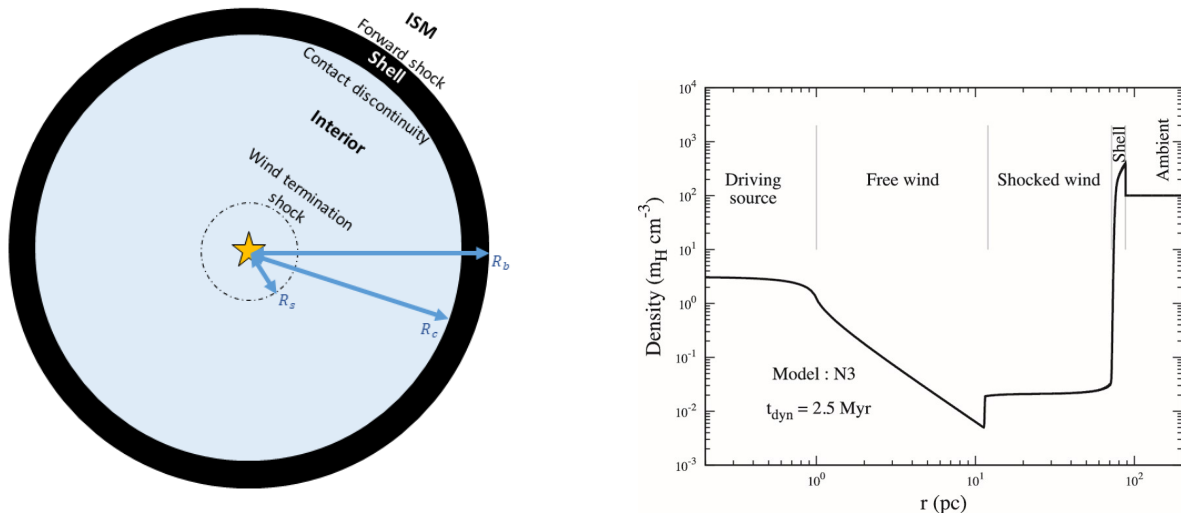 ISM
Forward shock
Shell
Contact discontinuity
Interior
Wind termination
shock
R_b
R_s
R_c
10^4
10^3
10^2
10^1
10^0
10^-1
10^-2
10^-3
Density (m_H cm^-3)
Driving
source
Free wind
Shocked wind
Shell
Ambient
Model : N3
t_dyn = 2.5 Myr
10^0
10^1
10^2
r (pc)